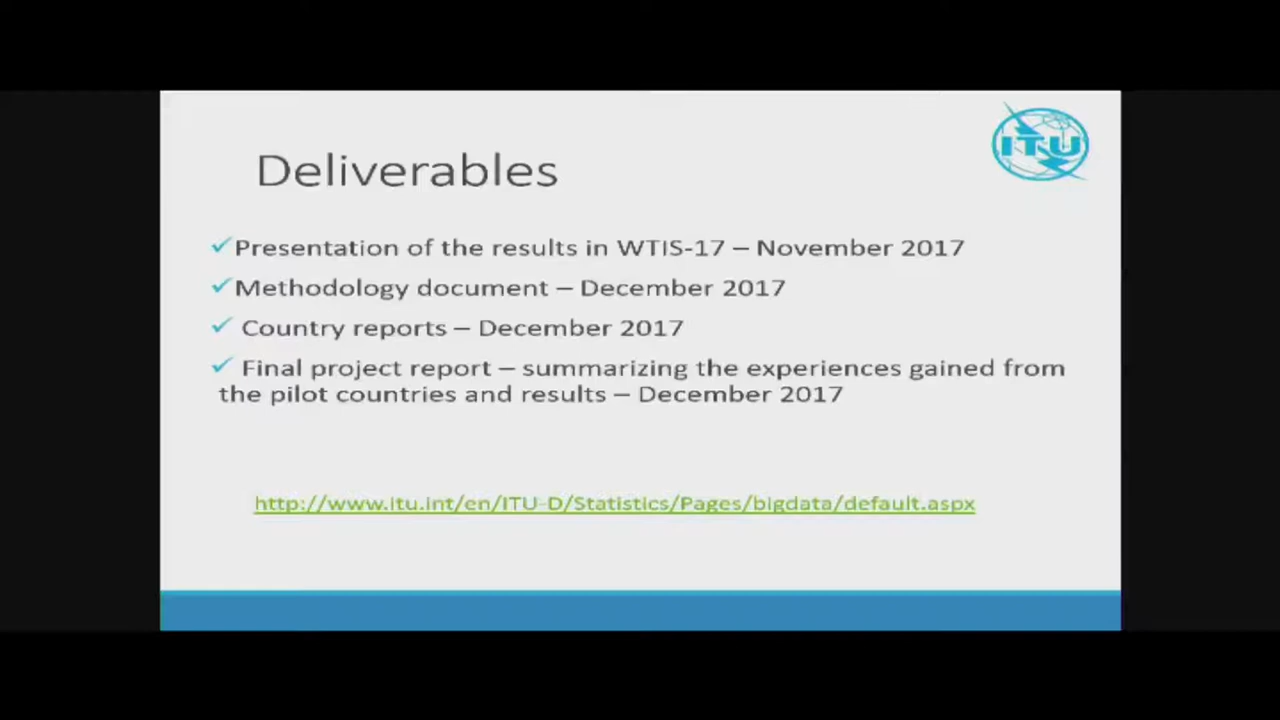 ITU
Deliverables
✓Presentation of the results in WTIS-17 – November 2017
✓Methodology document – December 2017
✓ Country reports – December 2017
✓ Final project report – summarizing the experiences gained from
the pilot countries and results – December 2017
http://www.itu.int/en/ITU-D/Statistics/Pages/bigdata/default.aspx